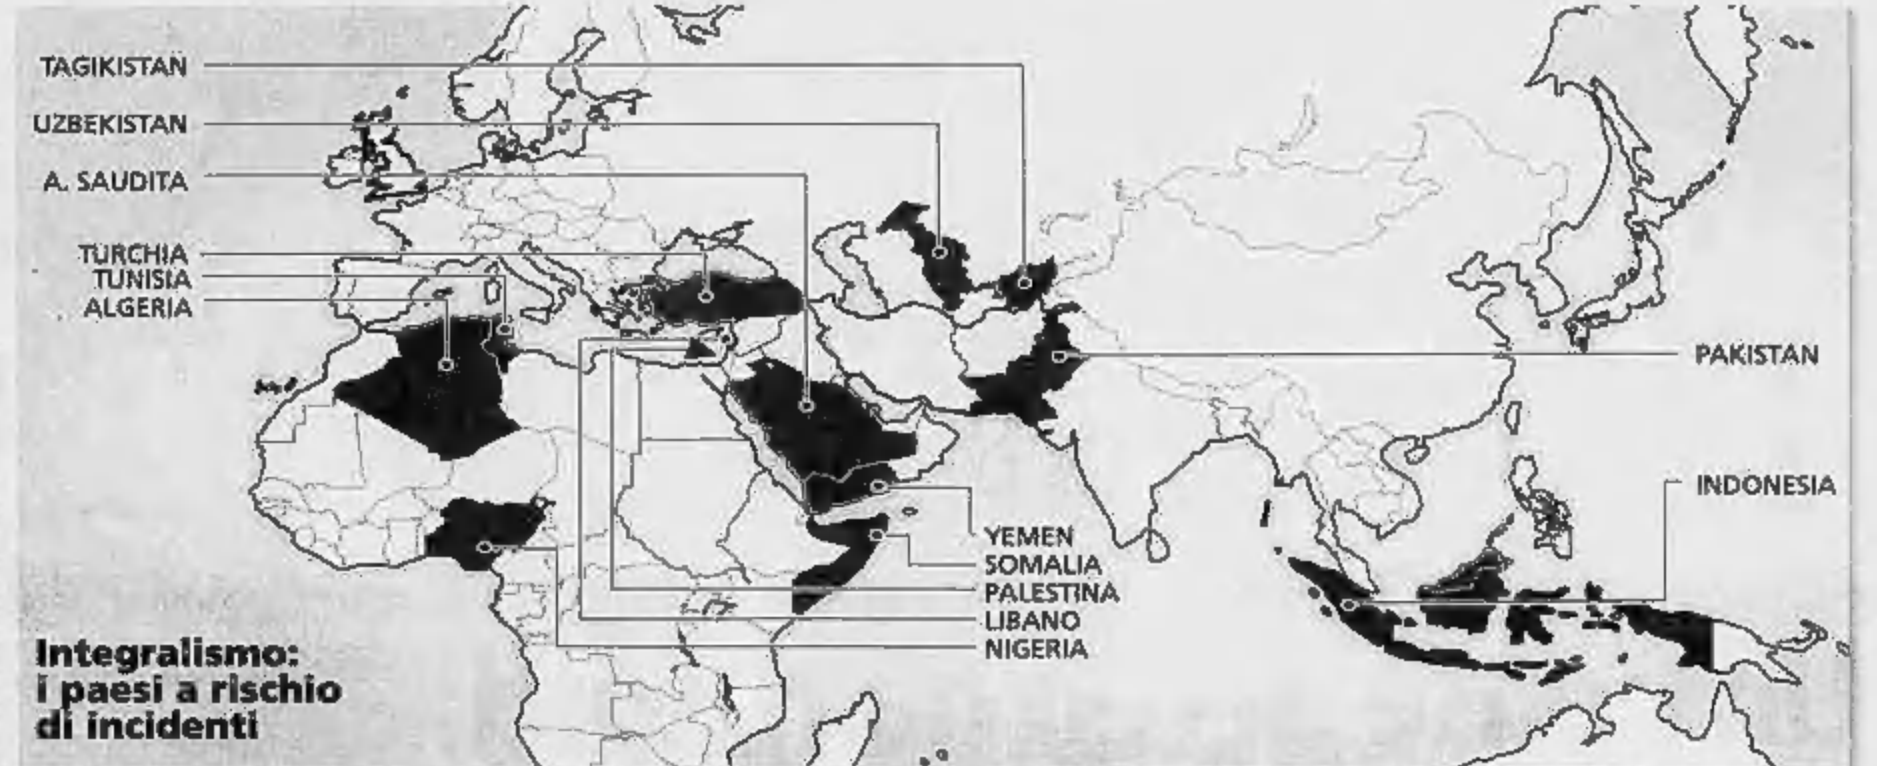 TAGIKISTAN
UZBEKISTAN
A. SAUDITA
TURCHIA
TUNISIA
ALGERIA
PAKISTAN
INDONESIA
YEMEN
SOMALIA
PALESTINA
LIBANO
NIGERIA
Integralismo:
i paesi a rischio
di incidenti